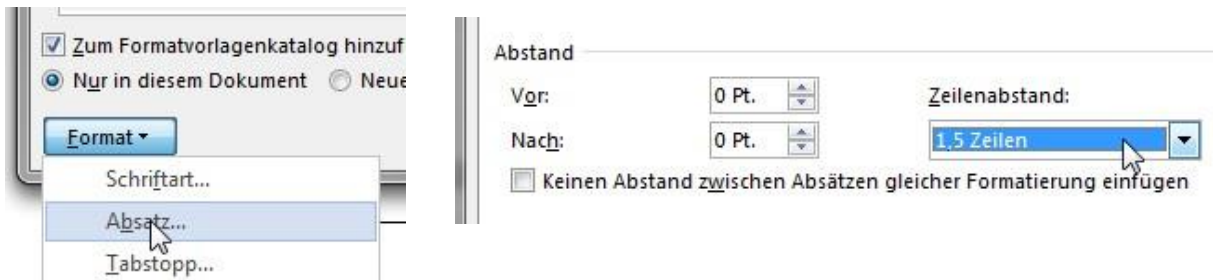 Zum Formatvorlagenkatalog hinzuf
Nur in diesem Dokument Neue
Format
Schriftart...
Absatz...
Tabstopp...
Abstand
Vor: 0 Pt. Zeilenabstand:
Nach: 0 Pt. 1,5 Zeilen
Keinen Abstand zwischen Absätzen gleicher Formatierung einfügen